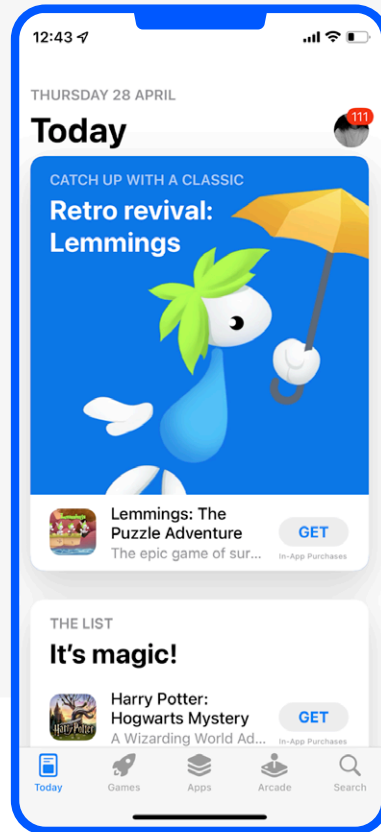 12:43
THURSDAY 28 APRIL
Today
111
CATCH UP WITH A CLASSIC
Retro revival:
Lemmings
Lemmings: The
Puzzle Adventure
The epic game of sur...
GET
In-App Purchases
THE LIST
It's magic!
Harry Potter:
Hogwarts Mystery
A Wizarding World Ad...
GET
In-App Purchases
Today
Games
Apps
Arcade
Search